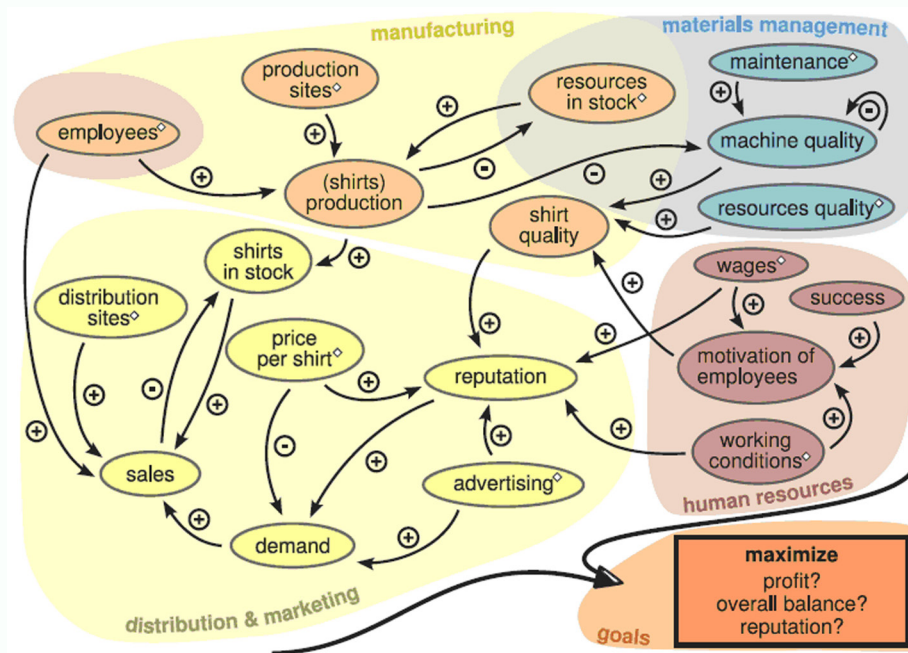 manufacturing
materials management
production
sites◇
resources
in stock◇
maintenance◇
+
-
employees◇
+
+
machine quality
+
(shirts)
production
-
-
+
shirt
quality
resources quality◇
+
shirts
in stock
+
wages◇
distribution
sites◇
success
+
+
price
per shirt◇
+
+
+
motivation of
employees
reputation
-
+
+
+
+
+
+
working
conditions◇
+
-
+
+
sales
advertising◇
human resources
+
demand
+
maximize
profit?
overall balance?
reputation?
distribution & marketing
goals